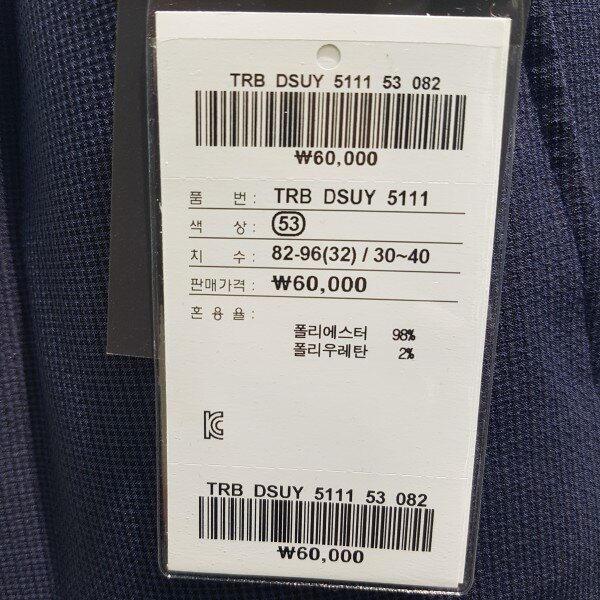 TRB DSUY 5111 53 082
₩60,000
품 번 : TRB DSUY 5111
색 상 : 53
치 수 : 82-96(32) / 30~40
판매가격 : ₩60,000
혼 용 율 :
폴리에스터 98%
폴리우레탄 2%
KC
TRB DSUY 5111 53 082
₩60,000